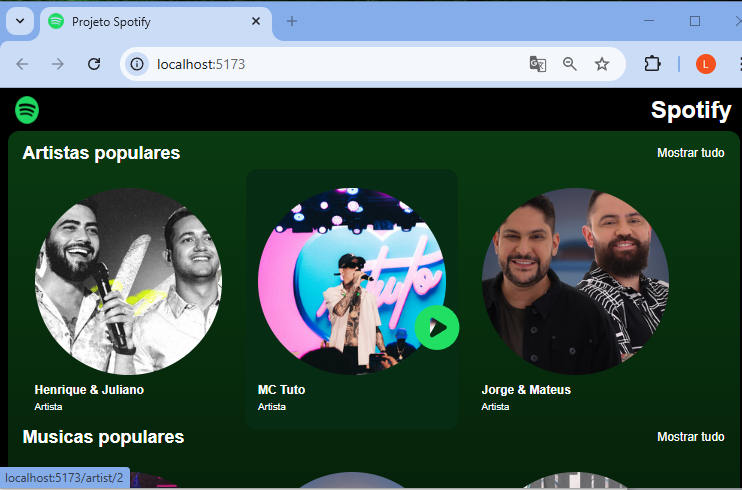 Projeto Spotify
localhost:5173
L
Spotify
Artistas populares
Mostrar tudo
tuto
Henrique & Juliano
Artista
MC Tuto
Artista
Jorge & Mateus
Artista
Musicas populares
Mostrar tudo
localhost:5173/artist/2